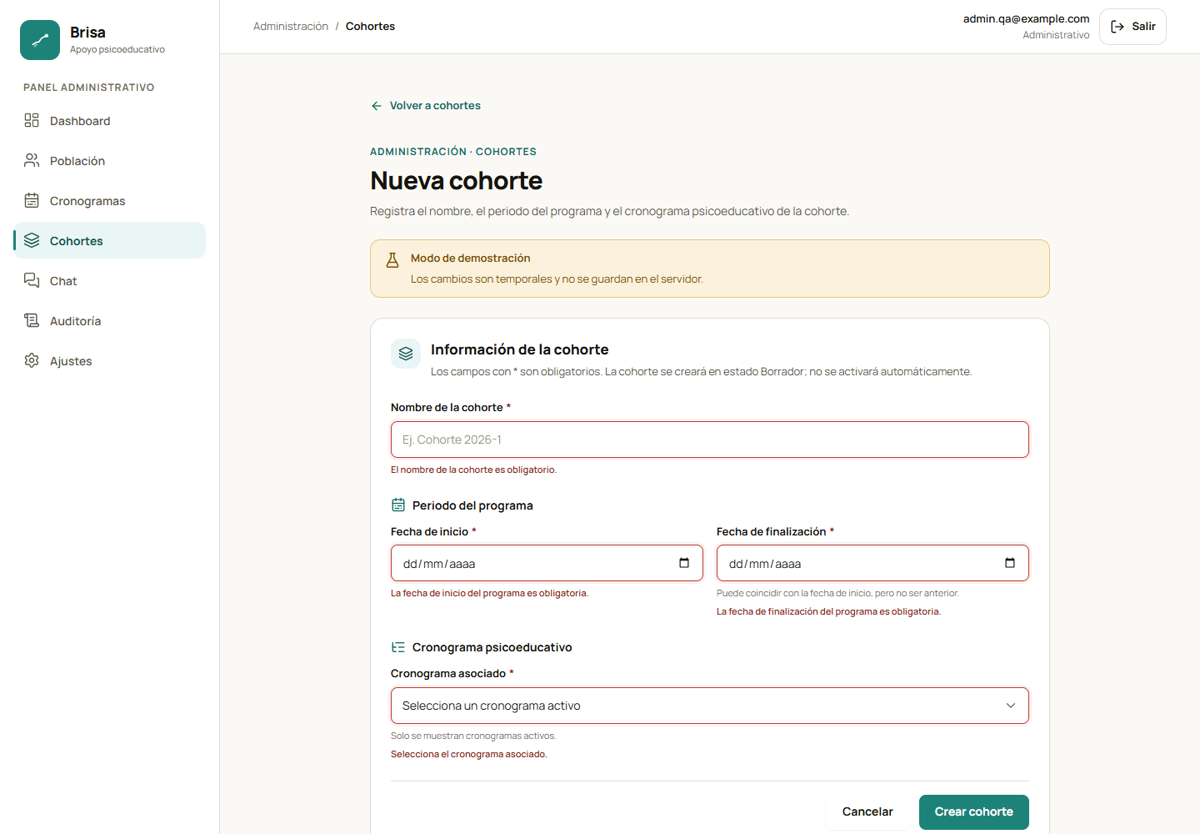 Brisa
Apoyo psicoeducativo
PANEL ADMINISTRATIVO
Dashboard
Población
Cronogramas
Cohortes
Chat
Auditoría
Ajustes
Administración / Cohortes
admin.qa@example.com
Administrativo
Salir
Volver a cohortes
ADMINISTRACIÓN · COHORTES
Nueva cohorte
Registra el nombre, el periodo del programa y el cronograma psicoeducativo de la cohorte.
Modo de demostración
Los cambios son temporales y no se guardan en el servidor.
Información de la cohorte
Los campos con * son obligatorios. La cohorte se creará en estado Borrador; no se activará automáticamente.
Nombre de la cohorte *
Ej. Cohorte 2026-1
El nombre de la cohorte es obligatorio.
Periodo del programa
Fecha de inicio *
dd/mm/aaaa
La fecha de inicio del programa es obligatoria.
Fecha de finalización *
dd/mm/aaaa
Puede coincidir con la fecha de inicio, pero no ser anterior.
La fecha de finalización del programa es obligatoria.
Cronograma psicoeducativo
Cronograma asociado *
Selecciona un cronograma activo
Solo se muestran cronogramas activos.
Selecciona el cronograma asociado.
Cancelar
Crear cohorte